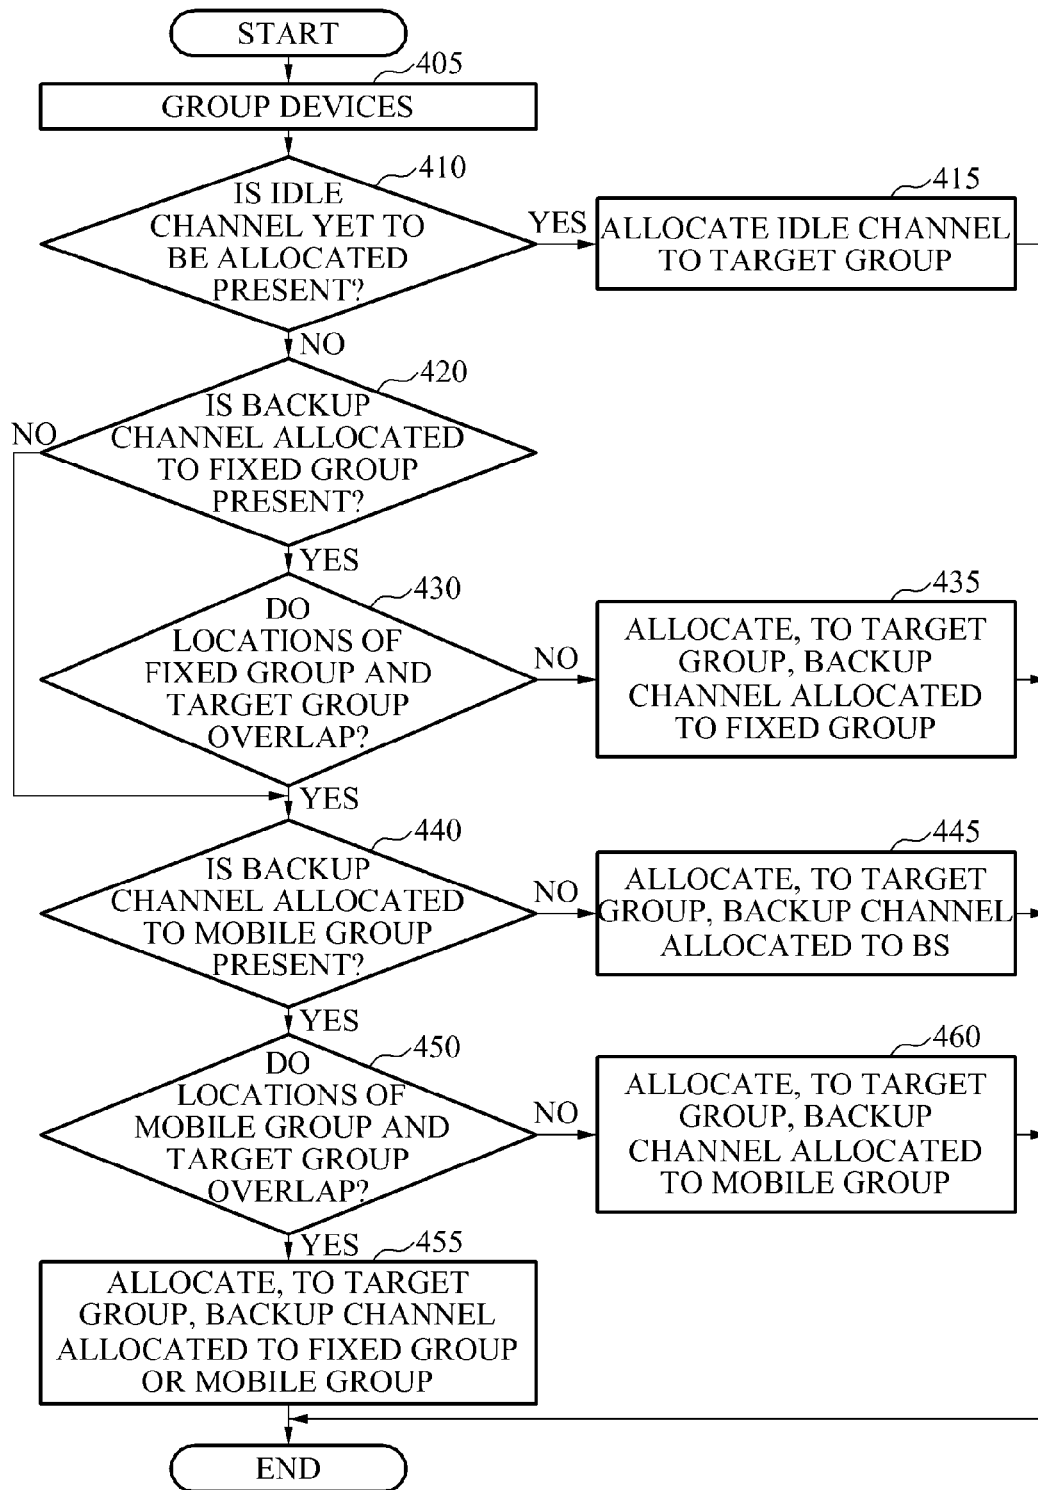 START
405
GROUP DEVICES
410
IS IDLE
CHANNEL YET TO
BE ALLOCATED
PRESENT?
YES
415
ALLOCATE IDLE CHANNEL
TO TARGET GROUP
NO
420
IS BACKUP
CHANNEL ALLOCATED
TO FIXED GROUP
PRESENT?
NO
YES
430
DO
LOCATIONS OF
FIXED GROUP AND
TARGET GROUP
OVERLAP?
NO
435
ALLOCATE, TO TARGET
GROUP, BACKUP
CHANNEL ALLOCATED
TO FIXED GROUP
YES
440
IS BACKUP
CHANNEL ALLOCATED
TO MOBILE GROUP
PRESENT?
NO
445
ALLOCATE, TO TARGET
GROUP, BACKUP CHANNEL
ALLOCATED TO BS
YES
450
DO
LOCATIONS OF
MOBILE GROUP AND
TARGET GROUP
OVERLAP?
NO
460
ALLOCATE, TO TARGET
GROUP, BACKUP
CHANNEL ALLOCATED
TO MOBILE GROUP
YES
455
ALLOCATE, TO TARGET
GROUP, BACKUP CHANNEL
ALLOCATED TO FIXED GROUP
OR MOBILE GROUP
END